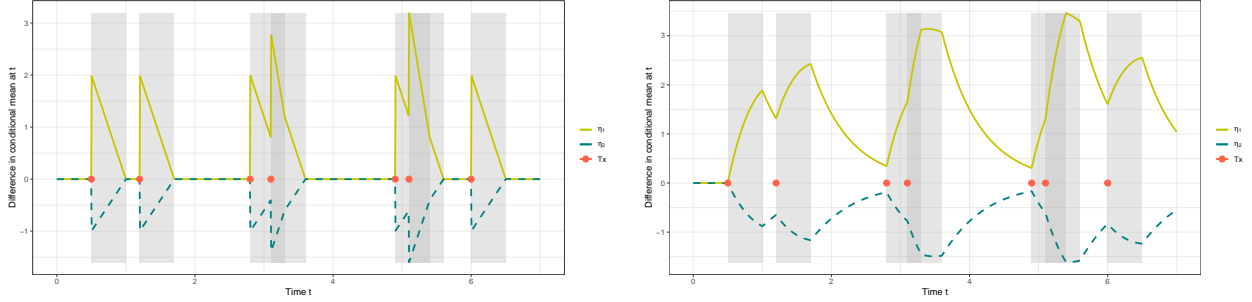 Difference in conditional mean at t
3
2
1
0
−1
0
2
4
6
Time t
η₁
η₂
Tx
Difference in conditional mean at t
3
2
1
0
−1
0
2
4
6
Time t
η₁
η₂
Tx